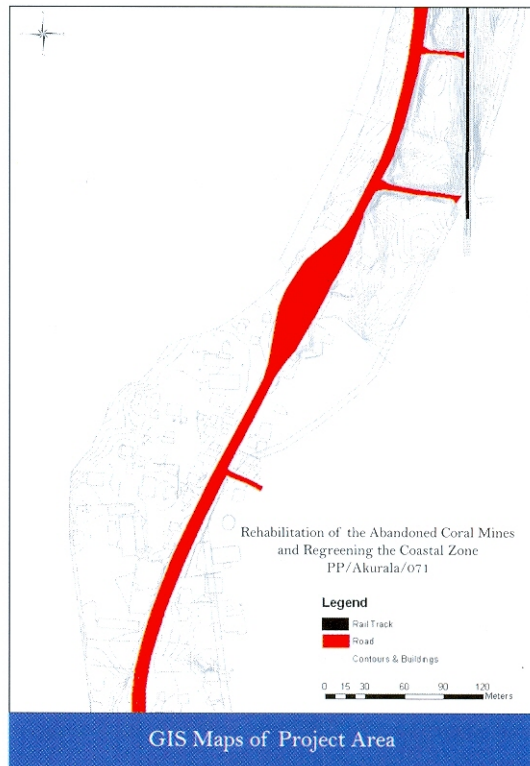 Rehabilitation of the Abandoned Coral Mines
and Regreening the Coastal Zone
PP/Akurala/071
Legend
Rail Track
Road
Contours & Buildings
0 15 30 60 90 120
Meters
GIS Maps of Project Area